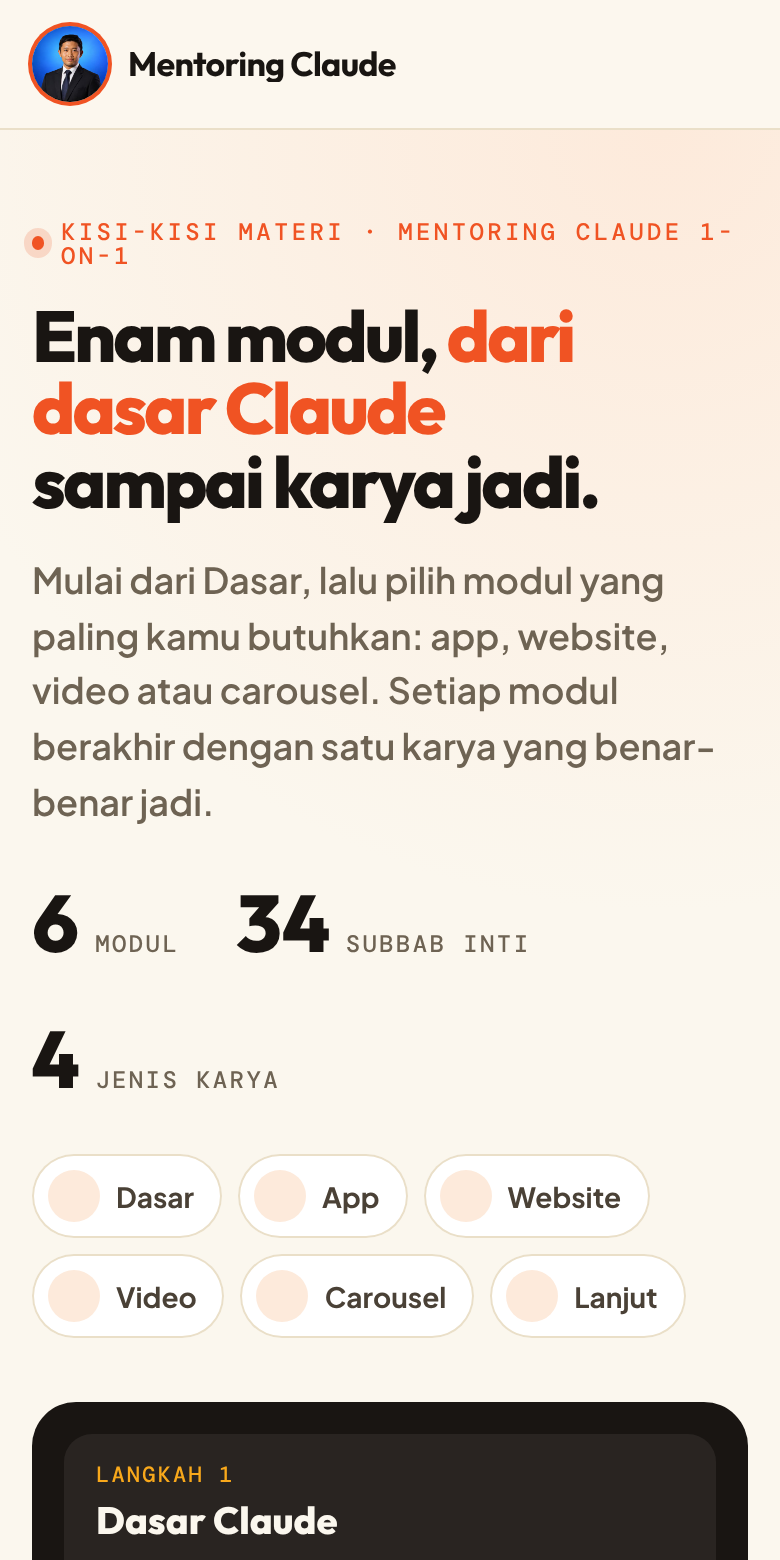 Mentoring Claude
KISI-KISI MATERI · MENTORING CLAUDE 1-
ON-1
Enam modul, dari
dasar Claude
sampai karya jadi.
Mulai dari Dasar, lalu pilih modul yang
paling kamu butuhkan: app, website,
video atau carousel. Setiap modul
berakhir dengan satu karya yang benar-
benar jadi.
6 MODUL 34 SUBBAB INTI
4 JENIS KARYA
Dasar App Website
Video Carousel Lanjut
LANGKAH 1
Dasar Claude